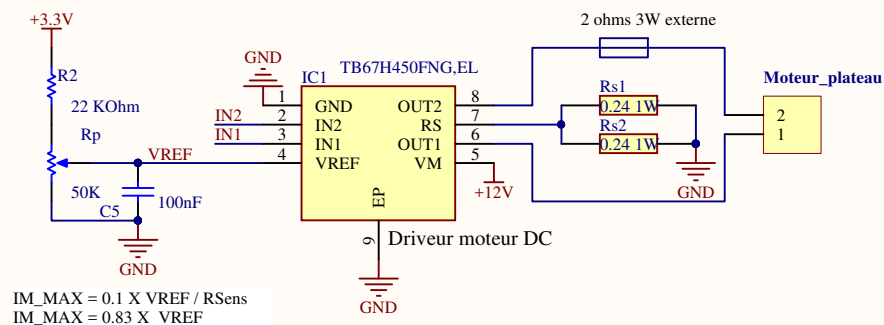 +3.3V
R2
22 KOhm
Rp
50K
C5
100nF
GND
VREF
IN2
IN1
GND
IC1
TB67H450FNG,EL
1 GND OUT2 8
2 IN2 RS 7
3 IN1 OUT1 6
4 VREF VM 5
EP
9
+12V
Driveur moteur DC
GND
2 ohms 3W externe
Rs1
0.24 1W
Rs2
0.24 1W
GND
Moteur_plateau
2
1
IM_MAX = 0.1 X VREF / RSens
IM_MAX = 0.83 X VREF